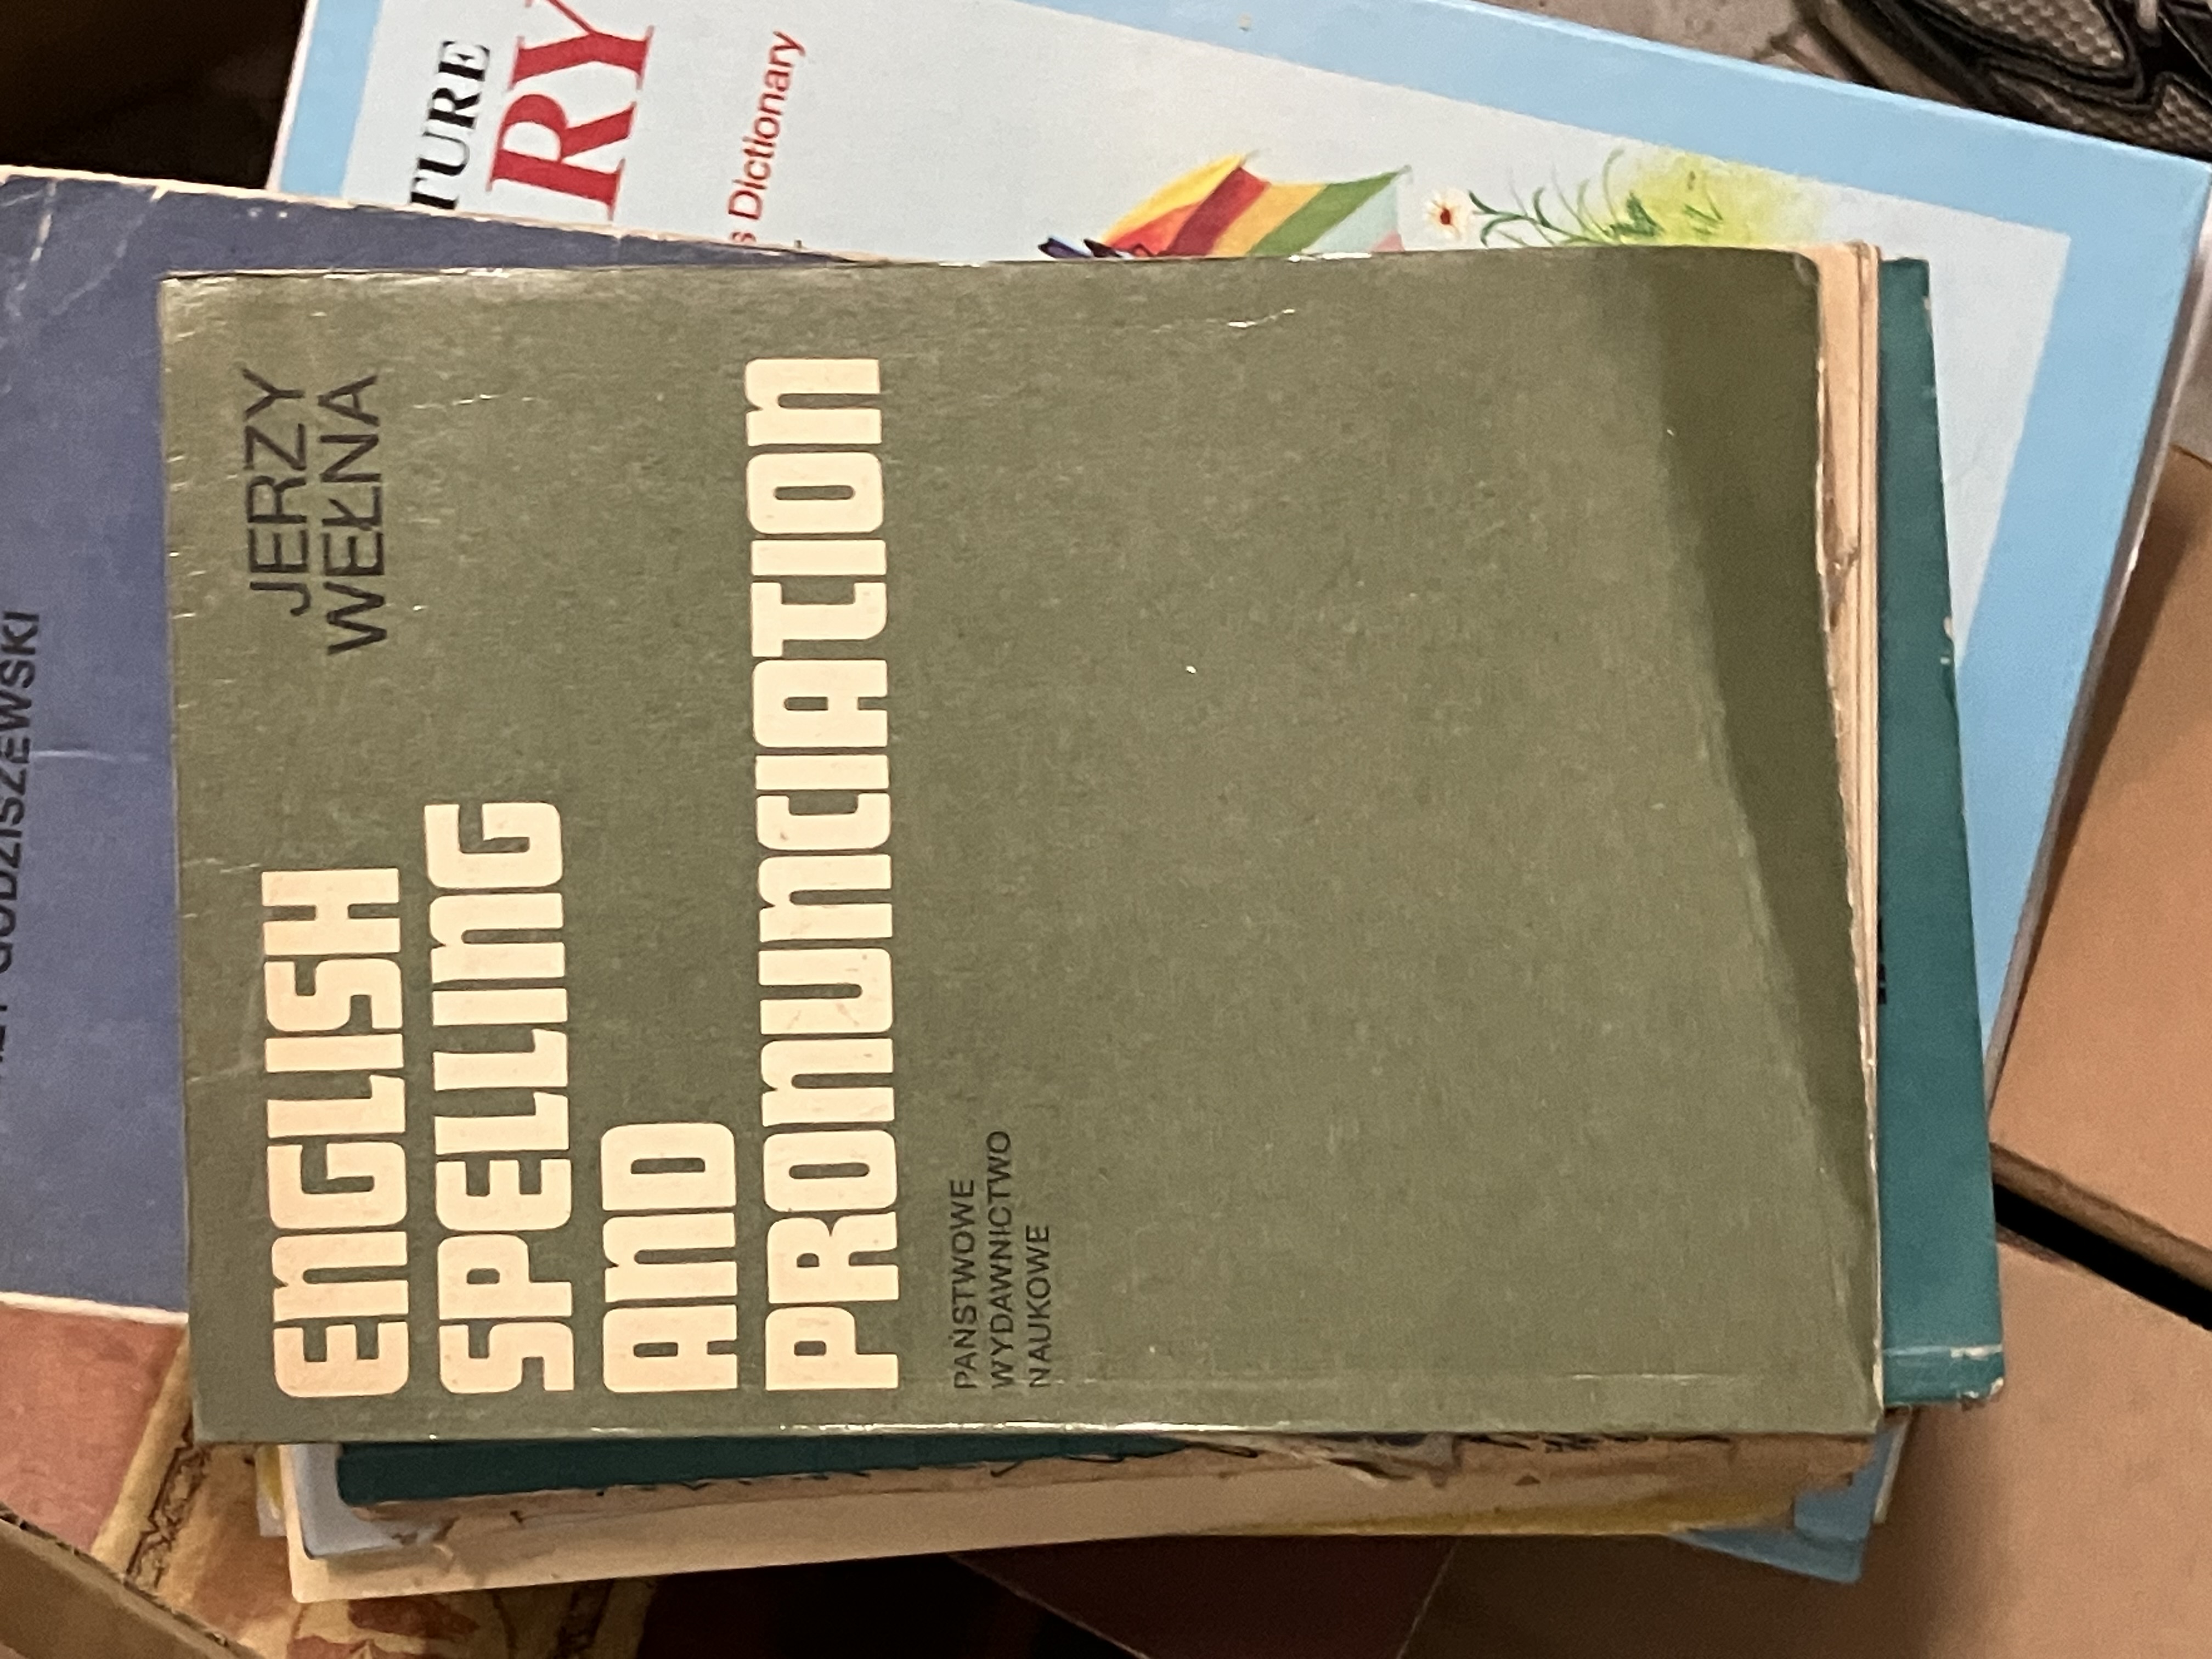 JERZY
WEŁNA
ENGLISH
SPELLING
AND
PRONUNCIATION
PAŃSTWOWE
WYDAWNICTWO
NAUKOWE
TURE
RY
s Dictionary
GODZISZEWSKI